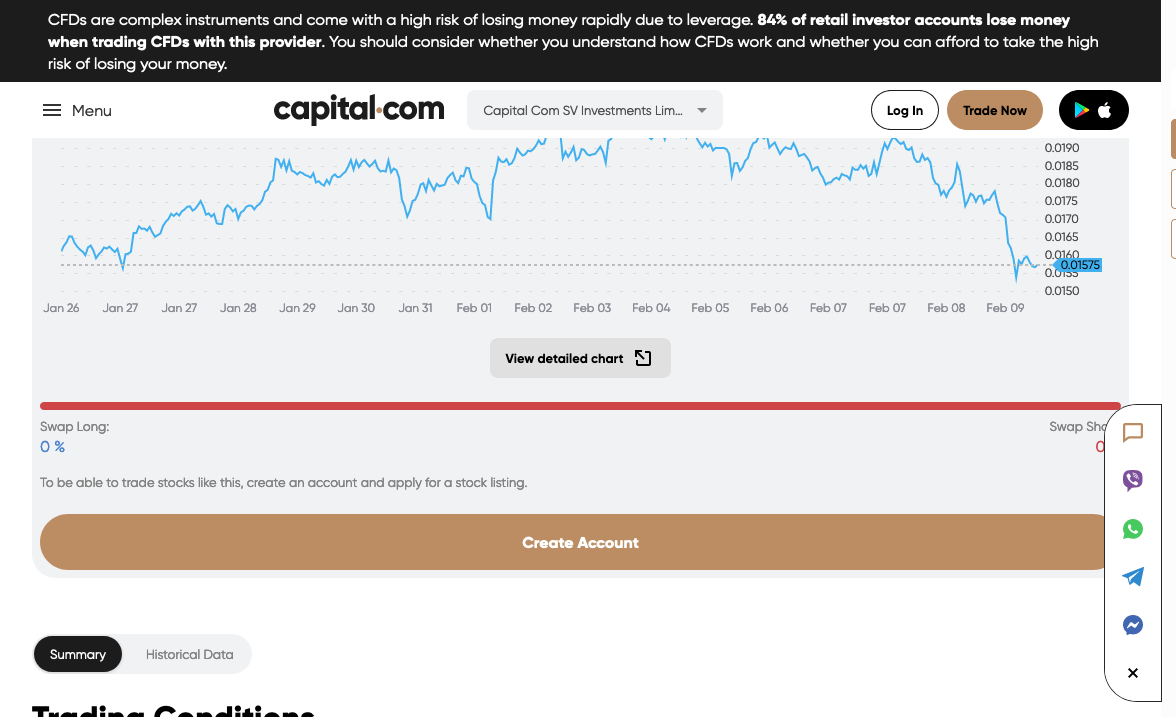 CFDs are complex instruments and come with a high risk of losing money rapidly due to leverage. 84% of retail investor accounts lose money
when trading CFDs with this provider. You should consider whether you understand how CFDs work and whether you can afford to take the high
risk of losing your money.
Menu
capital.com
Capital Com SV Investments Lim...
Log In
Trade Now
0.0190
0.0185
0.0180
0.0175
0.0170
0.0165
0.0160
0.01575
0.0155
0.0150
Jan 26 Jan 27 Jan 27 Jan 28 Jan 29 Jan 30 Jan 31 Feb 01 Feb 02 Feb 03 Feb 04 Feb 05 Feb 06 Feb 07 Feb 07 Feb 08 Feb 09
View detailed chart
Swap Long:
Swap Sho
0 %
0
To be able to trade stocks like this, create an account and apply for a stock listing.
Create Account
Summary
Historical Data
Trading Conditions